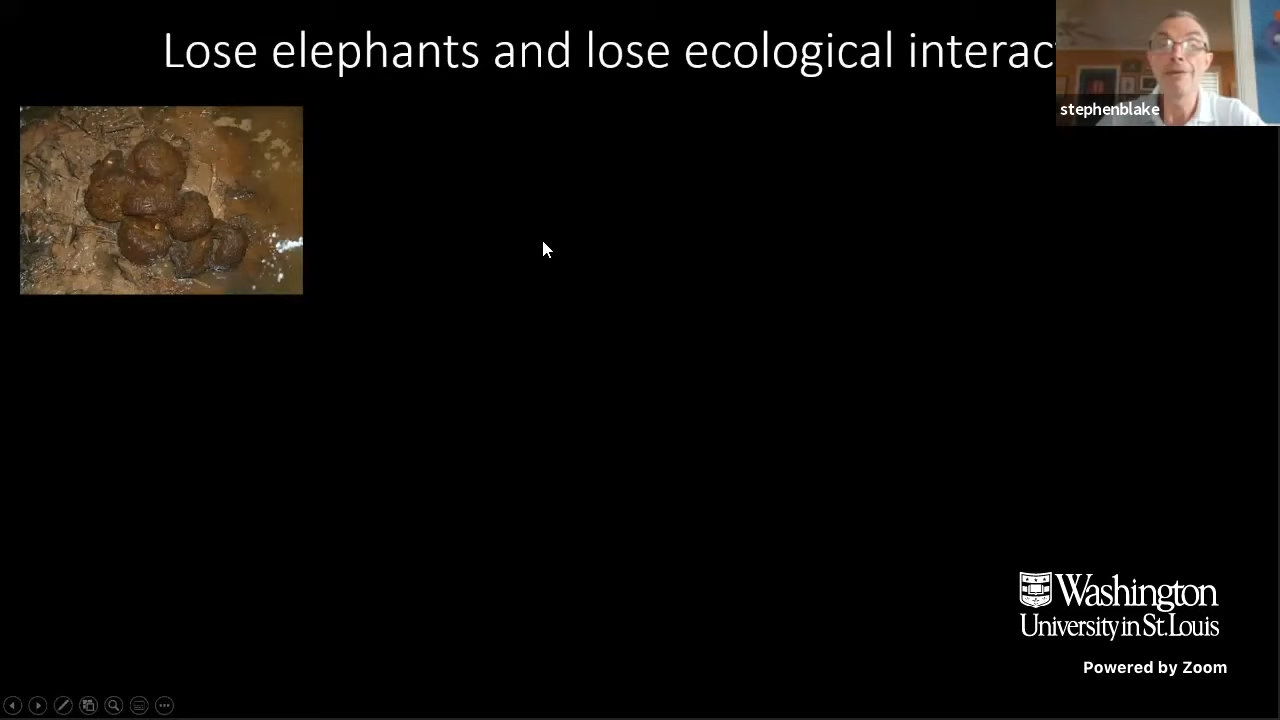 Lose elephants and lose ecological interac
stephenblake
Washington
University in St. Louis
Powered by Zoom